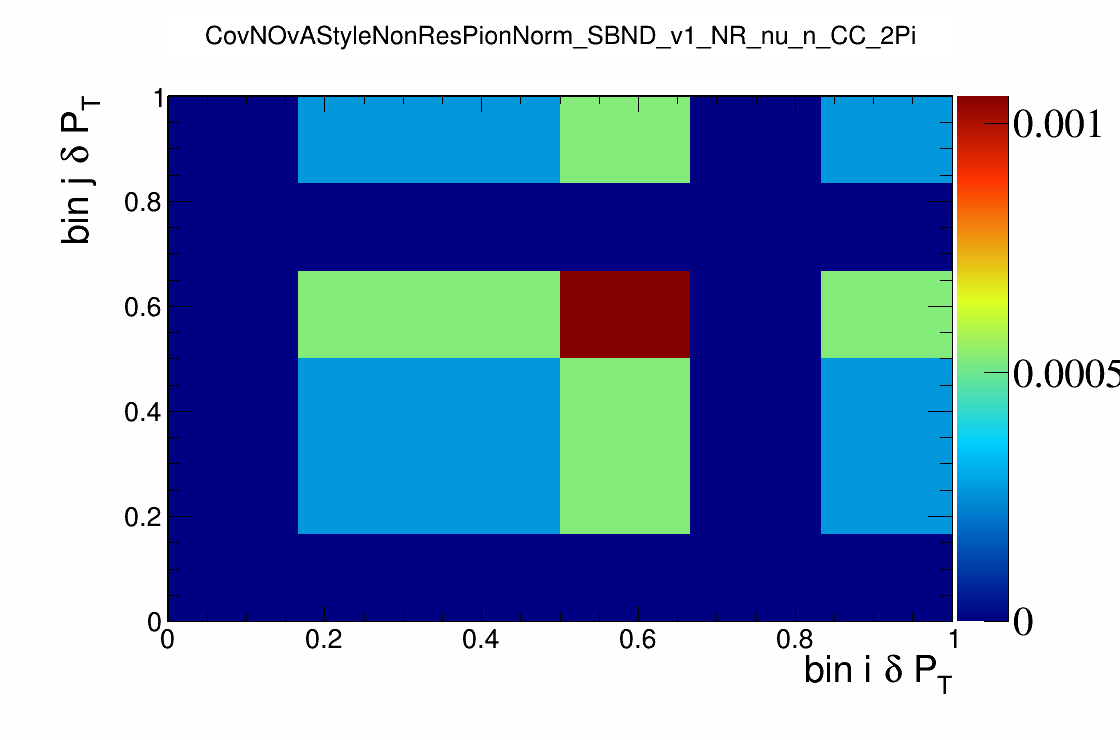 CovNOvAStyleNonResPionNorm_SBND_v1_NR_nu_n_CC_2Pi
bin j δ P_T
1
0.8
0.6
0.4
0.2
0
0 0.2 0.4 0.6 0.8 1
bin i δ P_T
0.001
0.0005
0